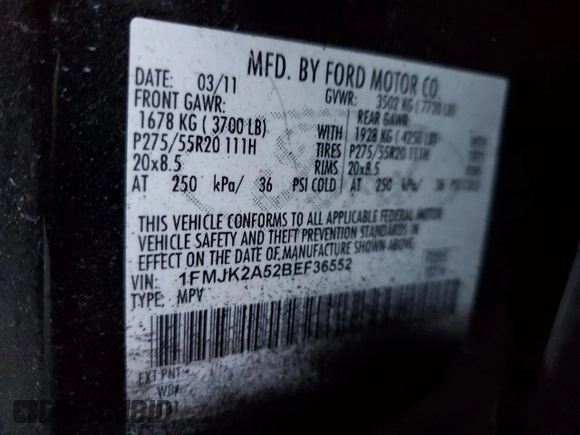 MFD. BY FORD MOTOR CO.
DATE: 03/11 GVWR: 3502 KG (7720 LB)
FRONT GAWR: REAR GAWR:
1678 KG (3700 LB) WITH 1928 KG (4250 LB)
P275/55R20 111H TIRES P275/55R20 111H
20x8.5 RIMS 20x8.5
AT 250 kPa/ 36 PSI COLD AT 250 kPa/ 36
THIS VEHICLE CONFORMS TO ALL APPLICABLE FEDERAL MOTOR
VEHICLE SAFETY AND THEFT PREVENTION STANDARDS IN
EFFECT ON THE DATE OF MANUFACTURE SHOWN ABOVE.
VIN: 1FMJK2A52BEF36552
TYPE: MPV
EXT PNT:
WB